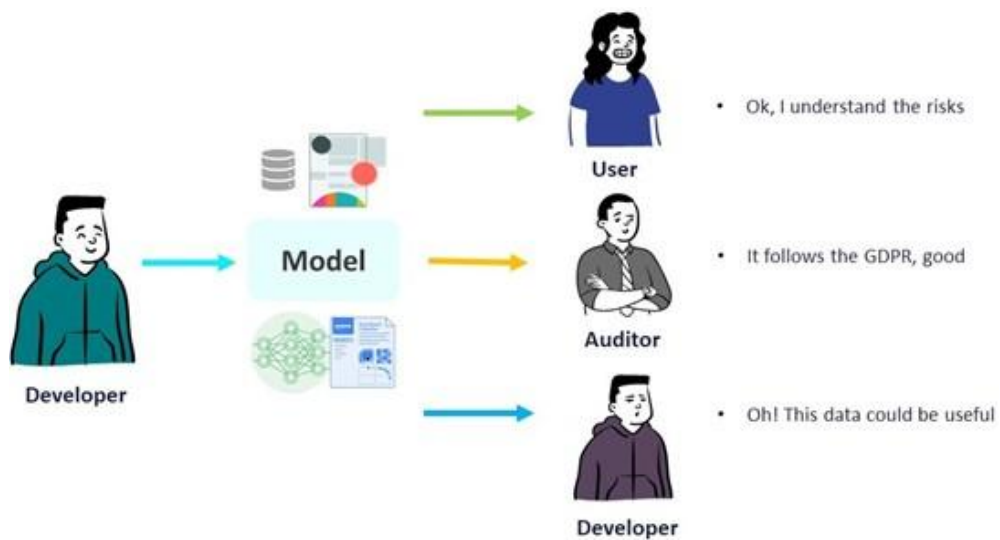 Ok, I understand the risks
User
Model
It follows the GDPR, good
Auditor
Developer
Oh! This data could be useful
Developer